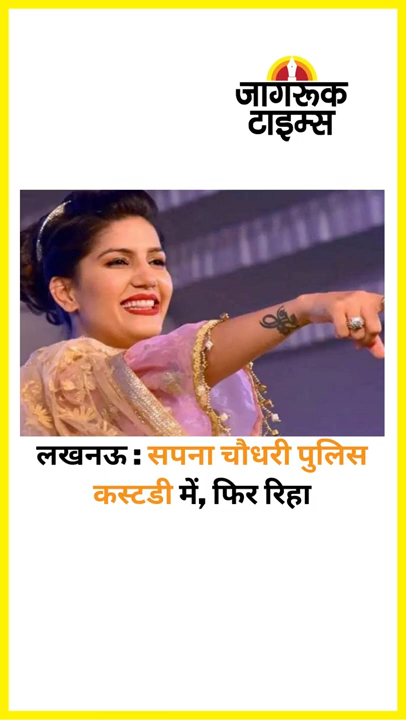 जागरूक
टाइम्स
लखनऊ : सपना चौधरी पुलिस
कस्टडी में, फिर रिहा